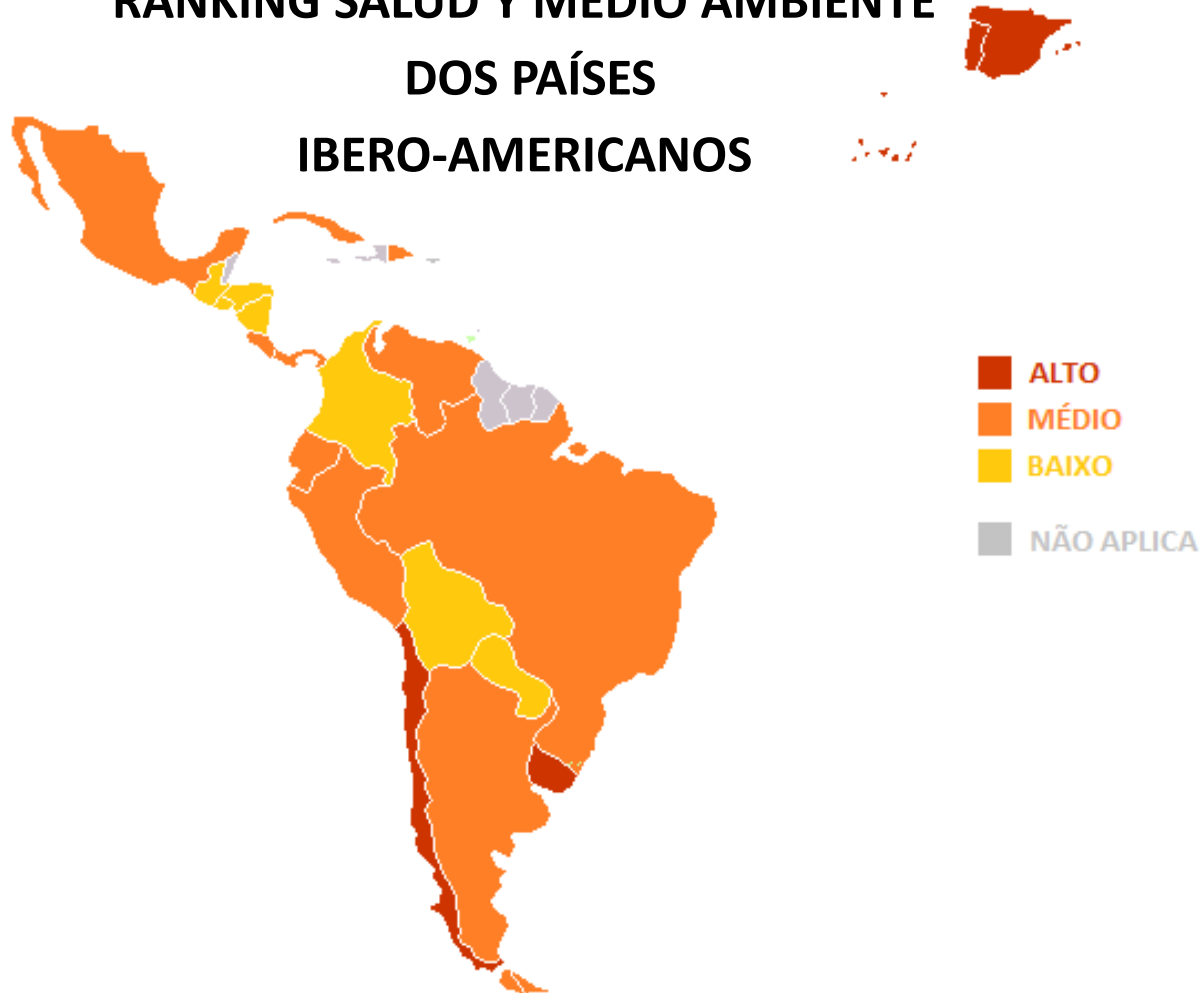 RANKING SALUD Y MEDIO AMBIENTE
DOS PAÍSES
IBERO-AMERICANOS
ALTO
MÉDIO
BAIXO
NÃO APLICA